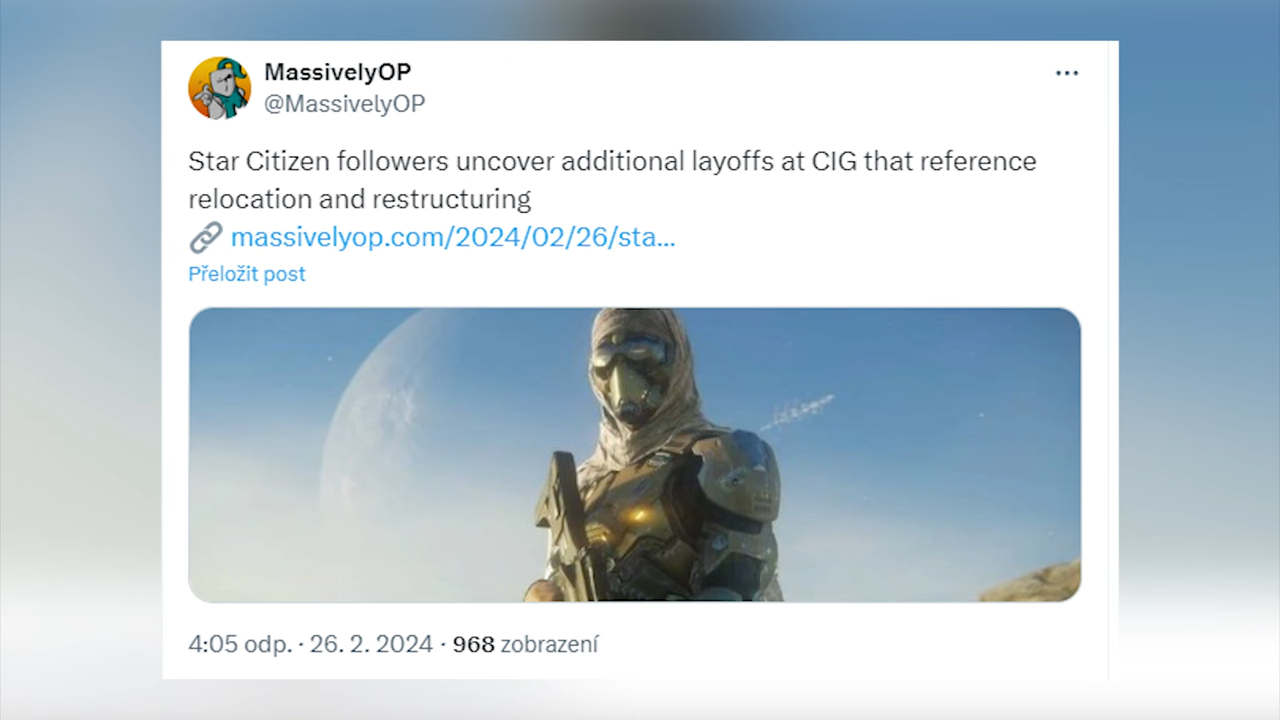 MassivelyOP
@MassivelyOP
Star Citizen followers uncover additional layoffs at CIG that reference
relocation and restructuring
massivelyop.com/2024/02/26/sta...
Přeložit post
4:05 odp. · 26. 2. 2024 · 968 zobrazení